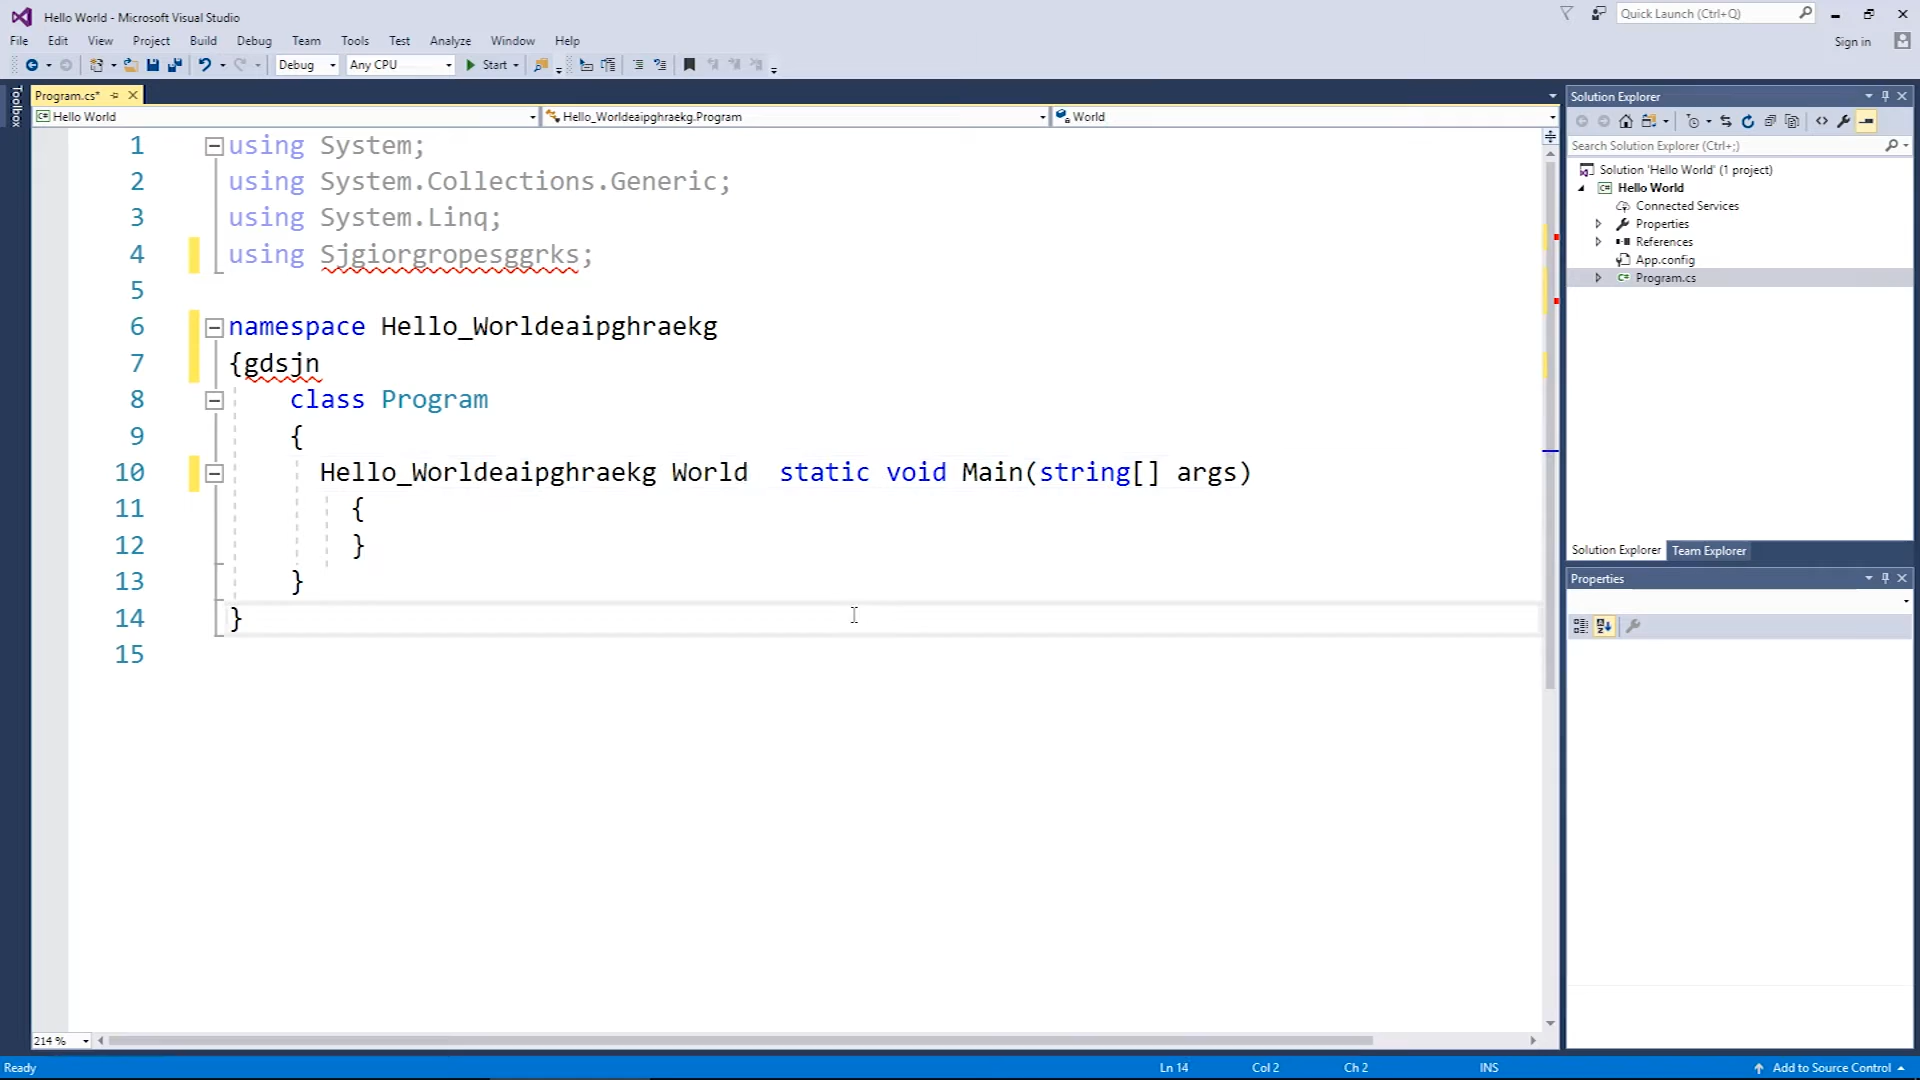 Hello World - Microsoft Visual Studio
Quick Launch (Ctrl+Q)
File Edit View Project Build Debug Team Tools Test Analyze Window Help
Sign in
Debug Any CPU Start
Toolbox
Program.cs*
Hello World Hello_Worldeaipghraekg.Program World
1 using System;
2 using System.Collections.Generic;
3 using System.Linq;
4 using Sjgiorgropesggrks;
5
6 namespace Hello_Worldeaipghraekg
7 {gdsjn
8 class Program
9 {
10 Hello_Worldeaipghraekg World static void Main(string[] args)
11 {
12 }
13 }
14 }
15
214 %
Solution Explorer
Search Solution Explorer (Ctrl+;)
Solution 'Hello World' (1 project)
C# Hello World
Connected Services
Properties
References
App.config
C# Program.cs
Solution Explorer Team Explorer
Properties
Ready Ln 14 Col 2 Ch 2 INS Add to Source Control